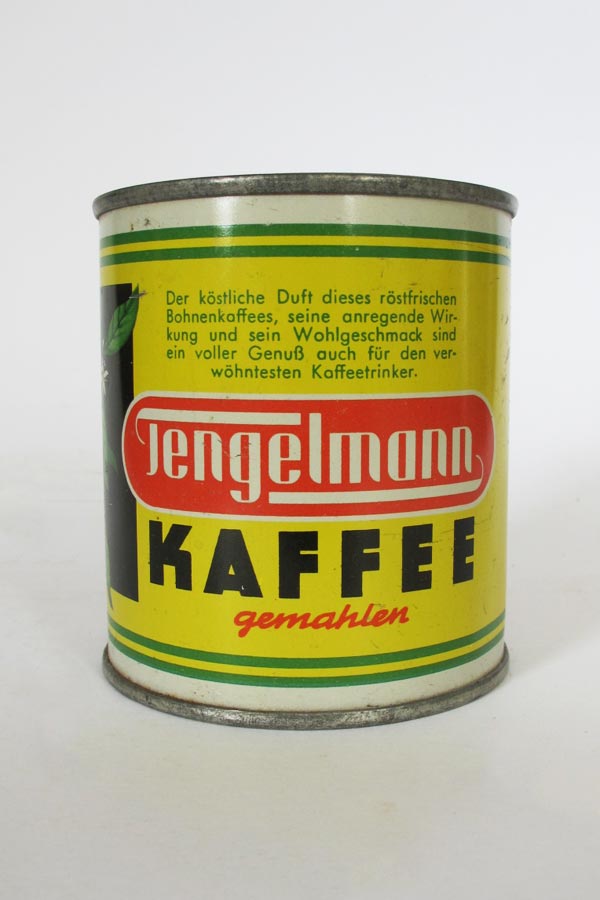 Der köstliche Duft dieses röstfrischen
Bohnenkaffees, seine anregende Wir-
kung und sein Wohlgeschmack sind
ein voller Genuß auch für den ver-
wöhntesten Kaffeetrinker.
Tengelmann
KAFFEE
gemahlen